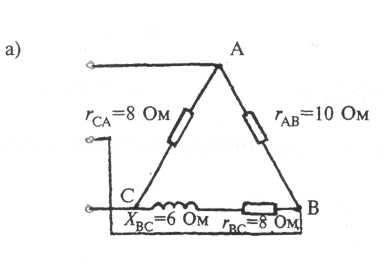 а)
A
r_CA=8 Ом
r_AB=10 Ом
C
B
X_BC=6 Ом
r_BC=8 Ом